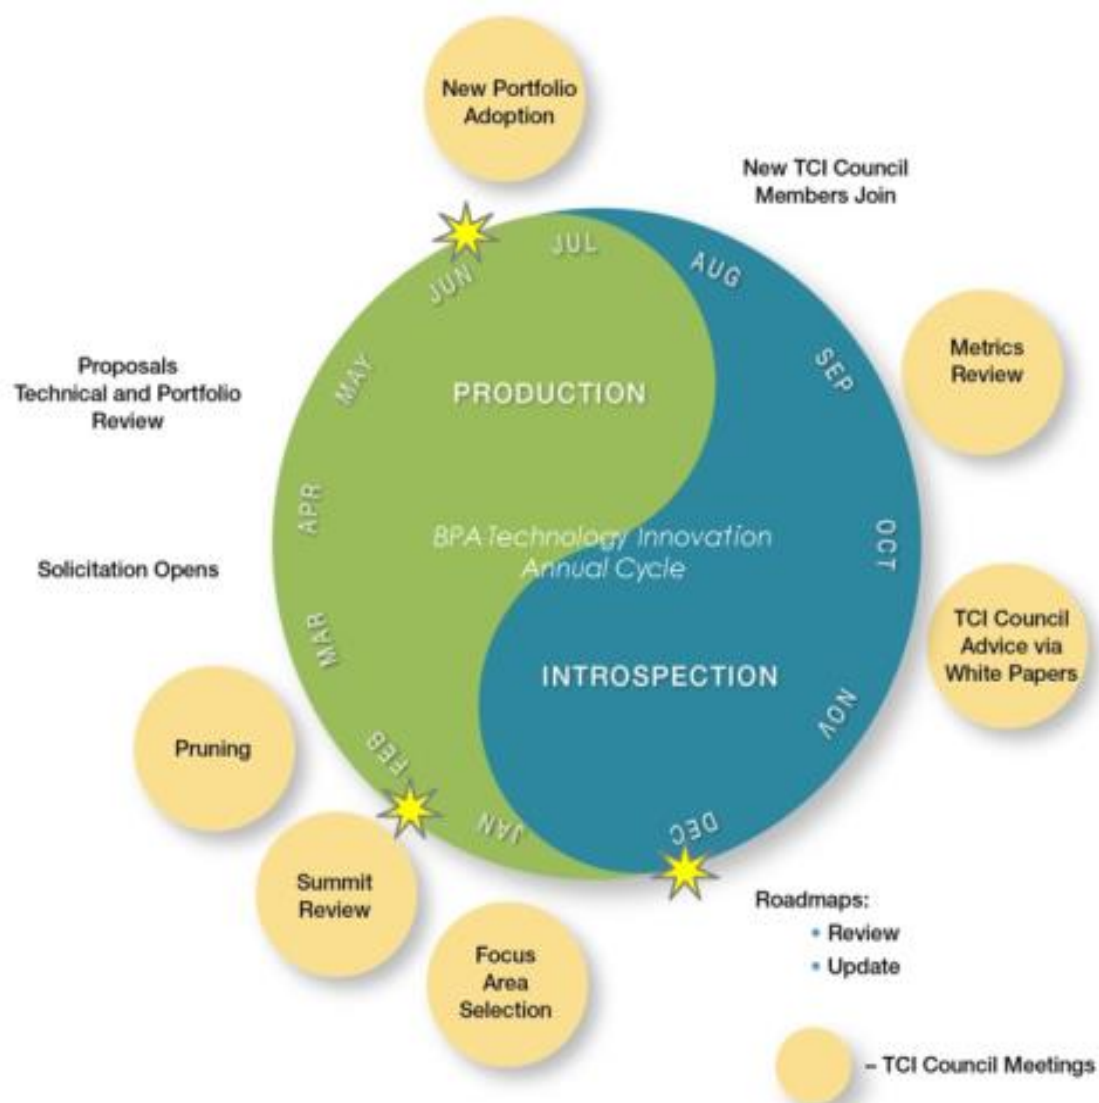 New Portfolio
Adoption
New TCI Council
Members Join
JUL
AUG
JUN
Metrics
Review
SEP
MAY
Proposals
Technical and Portfolio
Review
PRODUCTION
APR
OCT
BPA Technology Innovation
Annual Cycle
Solicitation Opens
TCI Council
Advice via
White Papers
MAR
INTROSPECTION
NOV
Pruning
FEB
JAN
DEC
Summit
Review
Roadmaps:
• Review
• Update
Focus
Area
Selection
– TCI Council Meetings